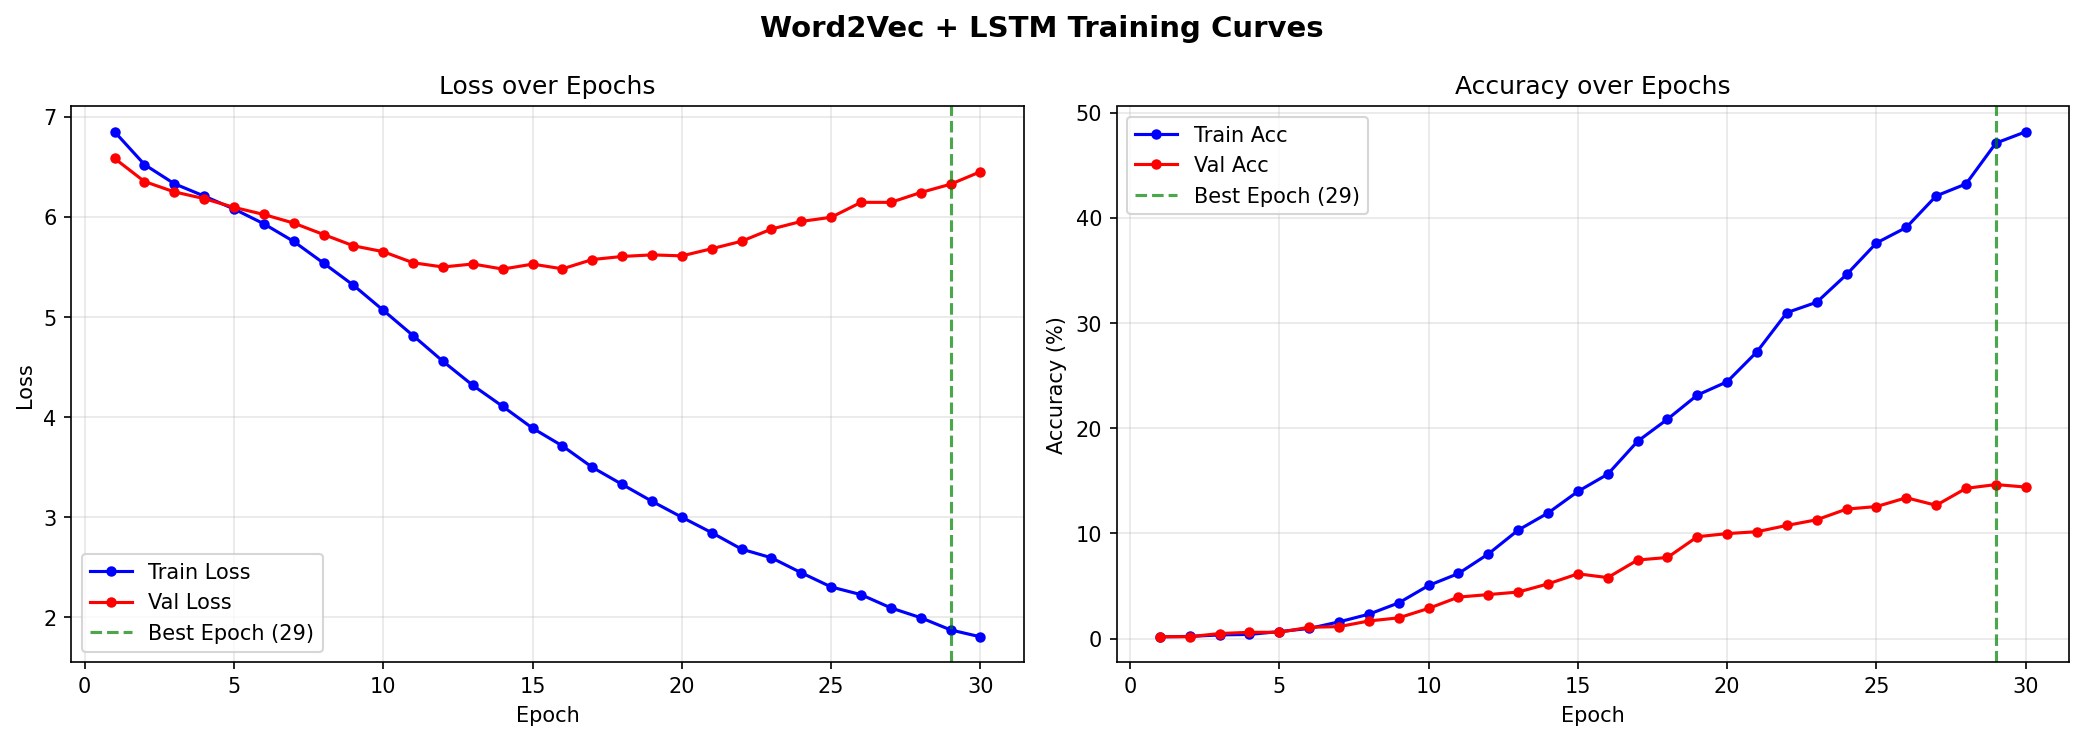 Word2Vec + LSTM Training Curves
Loss over Epochs
7
6
5
4
3
2
Loss
Train Loss
Val Loss
Best Epoch (29)
0 5 10 15 20 25 30
Epoch
Accuracy over Epochs
50
40
30
20
10
0
Accuracy (%)
Train Acc
Val Acc
Best Epoch (29)
0 5 10 15 20 25 30
Epoch